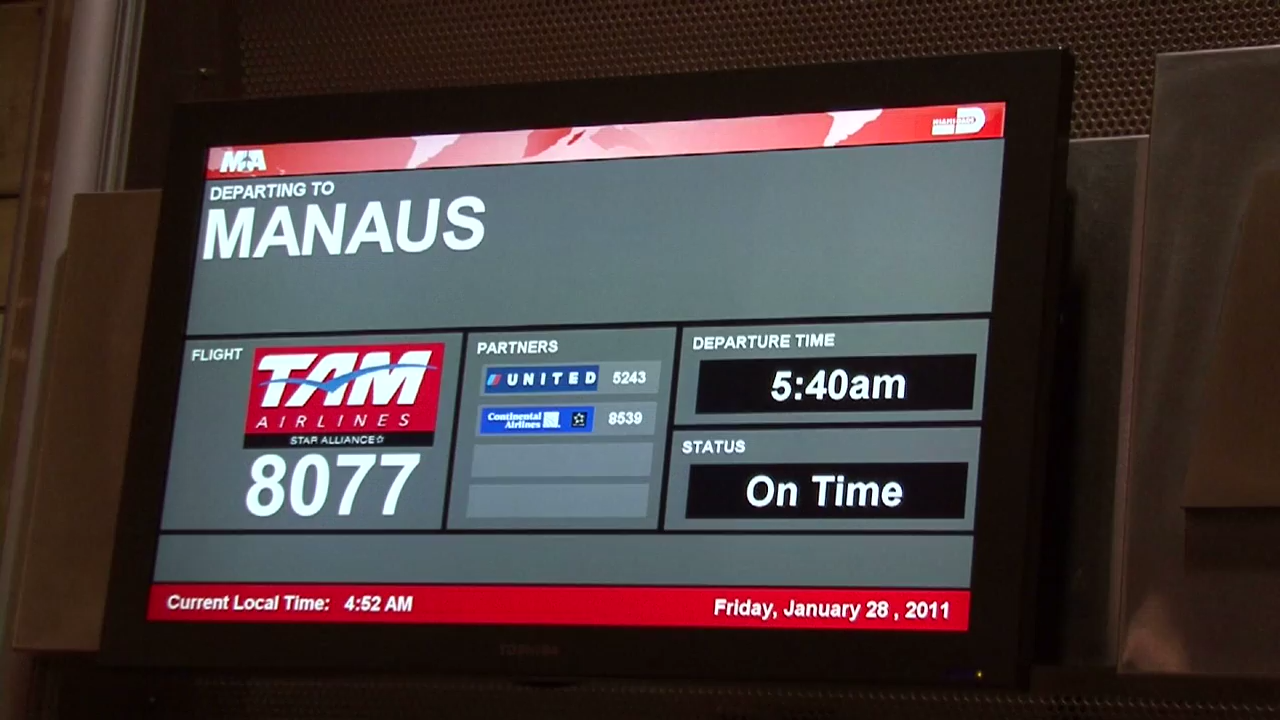 MIA
DEPARTING TO
MANAUS
FLIGHT
TAM
AIRLINES
STAR ALLIANCE
8077
PARTNERS
UNITED 5243
Continental
Airlines 8539
DEPARTURE TIME
5:40am
STATUS
On Time
Current Local Time: 4:52 AM
Friday, January 28 , 2011
TOSHIBA